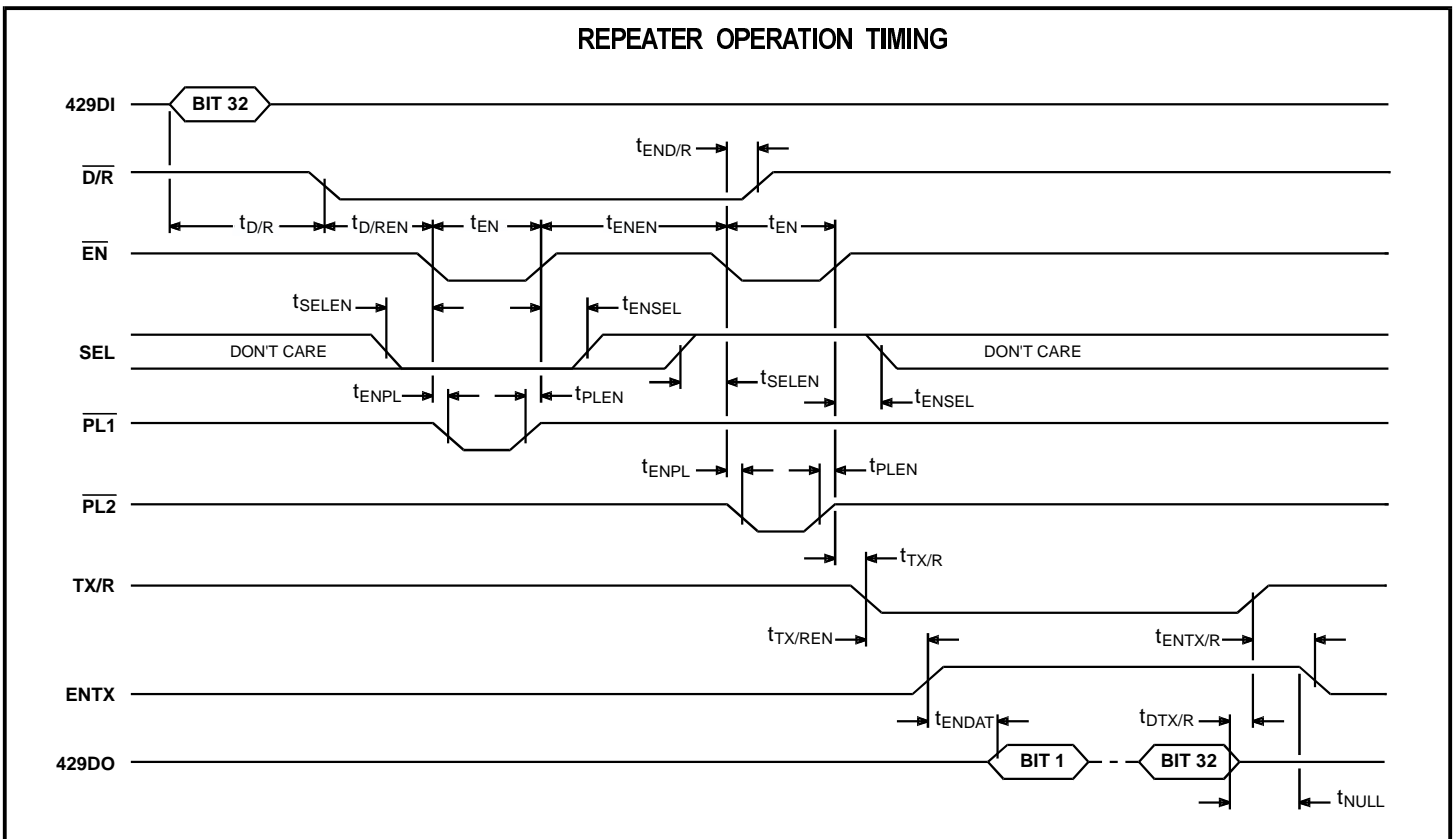 REPEATER OPERATION TIMING
429DI
BIT 32
tEND/R
D/R
tD/R
tD/REN
tEN
tENEN
tEN
EN
tSELEN
tENSEL
SEL
DON'T CARE
DON'T CARE
tSELEN
tENPL
tPLEN
tENSEL
PL1
tENPL
tPLEN
PL2
tTX/R
TX/R
tTX/REN
tENTX/R
ENTX
tENDAT
tDTX/R
429DO
BIT 1
BIT 32
tNULL